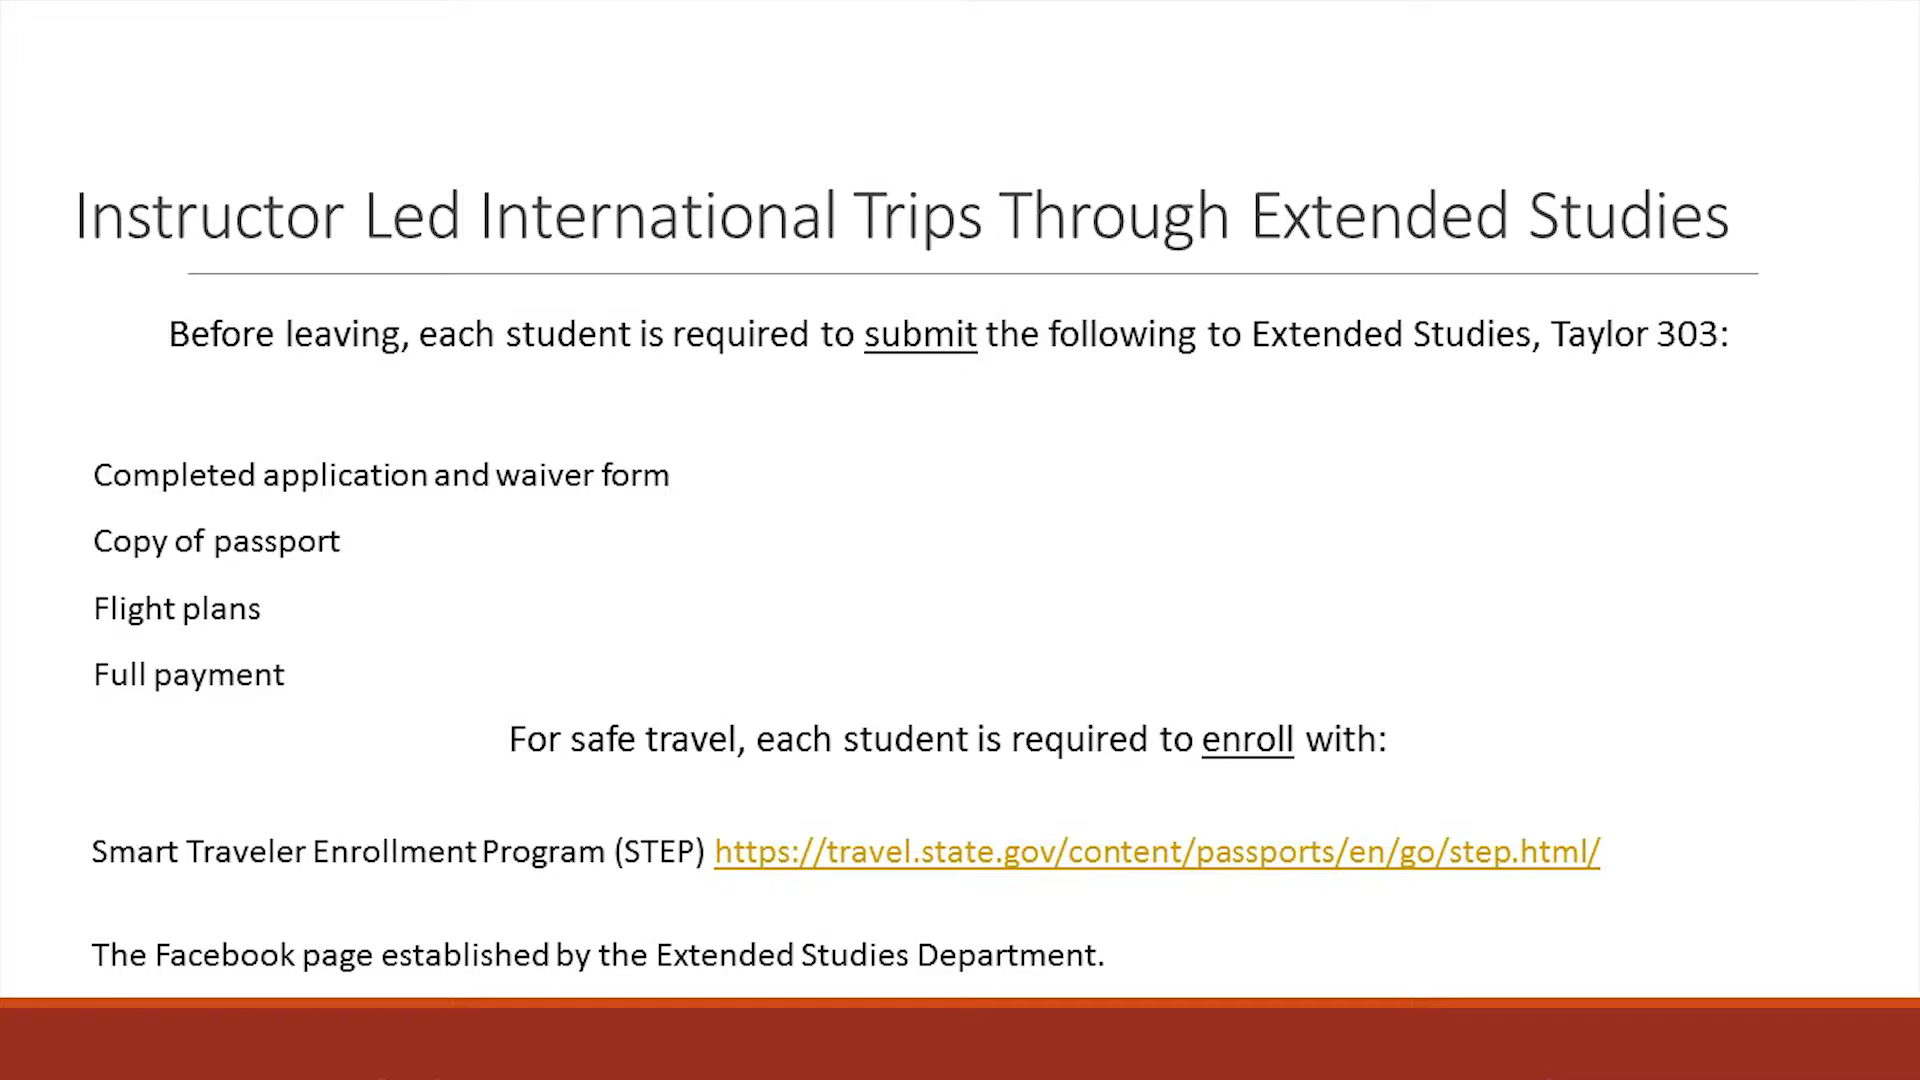 Instructor Led International Trips Through Extended Studies
Before leaving, each student is required to submit the following to Extended Studies, Taylor 303:
Completed application and waiver form
Copy of passport
Flight plans
Full payment
For safe travel, each student is required to enroll with:
Smart Traveler Enrollment Program (STEP) https://travel.state.gov/content/passports/en/go/step.html/
The Facebook page established by the Extended Studies Department.